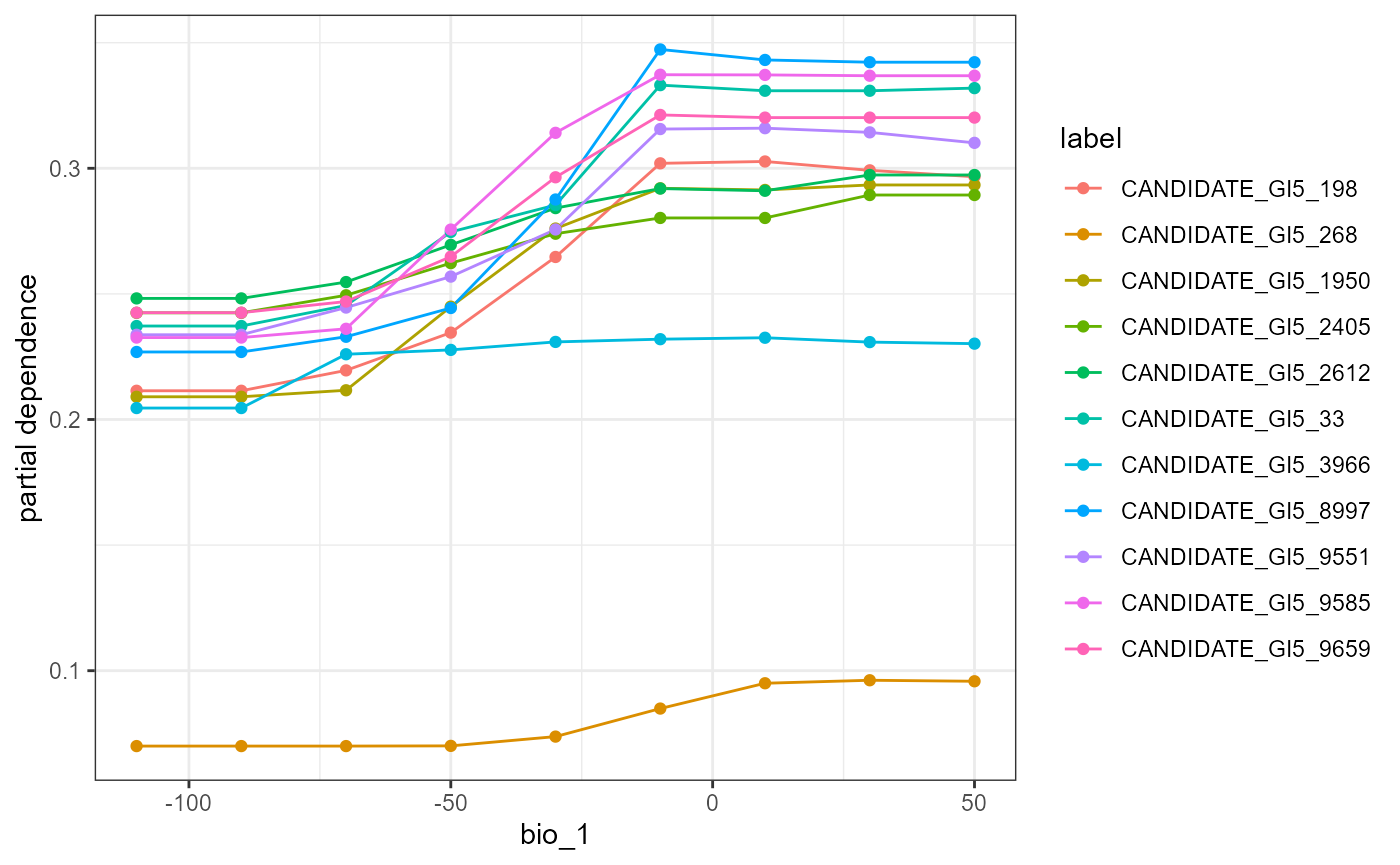 label
CANDIDATE_GI5_198
CANDIDATE_GI5_268
CANDIDATE_GI5_1950
CANDIDATE_GI5_2405
CANDIDATE_GI5_2612
CANDIDATE_GI5_33
CANDIDATE_GI5_3966
CANDIDATE_GI5_8997
CANDIDATE_GI5_9551
CANDIDATE_GI5_9585
CANDIDATE_GI5_9659
partial dependence
0.3
0.2
0.1
-100 -50 0 50
bio_1